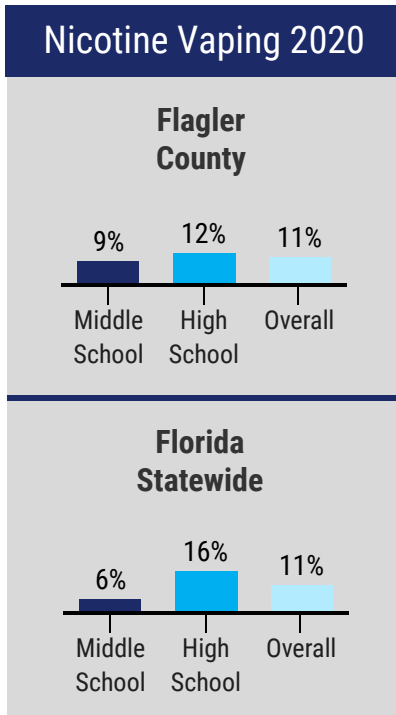 Nicotine Vaping 2020
Flagler
County
9%
12%
11%
Middle
School
High
School
Overall
Florida
Statewide
6%
16%
11%
Middle
School
High
School
Overall